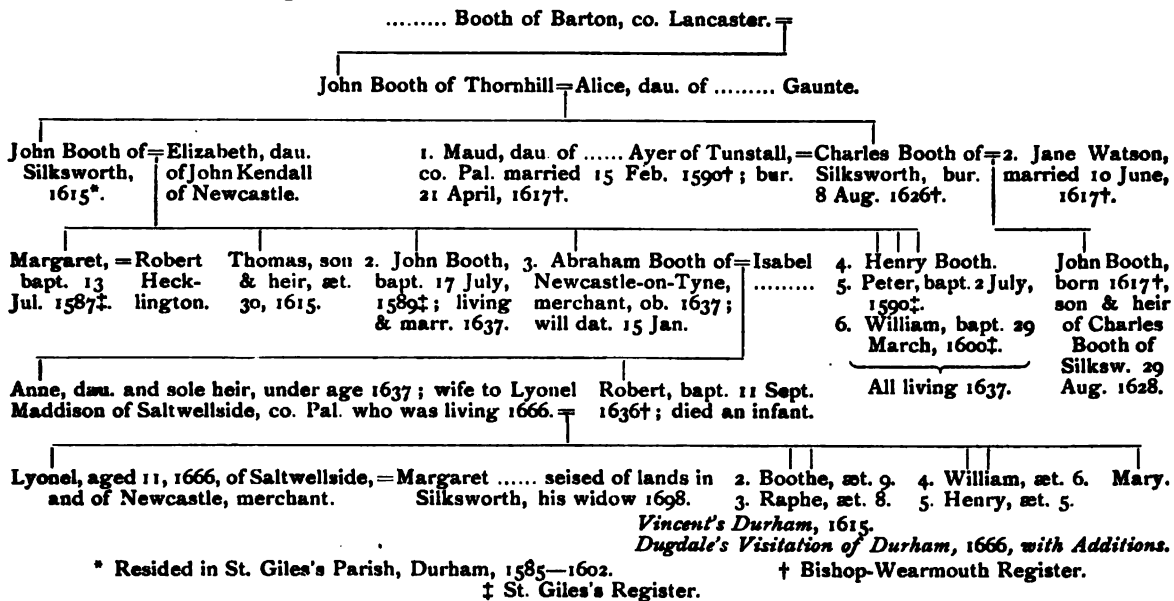 ......... Booth of Barton, co. Lancaster.=
John Booth of Thornhill=Alice, dau. of ......... Gaunte.
John Booth of=Elizabeth, dau.
Silksworth, of John Kendall
1615*. of Newcastle.
1. Maud, dau. of ...... Ayer of Tunstall,=Charles Booth of=2. Jane Watson,
co. Pal. married 15 Feb. 1590†; bur. Silksworth, bur. married 10 June,
21 April, 1617†. 8 Aug. 1626†. 1617†.
Margaret, =Robert
bapt. 13 Heck-
Jul. 1587‡. lington.
Thomas, son
& heir, æt.
30, 1615.
2. John Booth,
bapt. 17 July,
1589‡; living
& marr. 1637.
3. Abraham Booth of=Isabel
Newcastle-on-Tyne, .........
merchant, ob. 1637;
will dat. 15 Jan.
4. Henry Booth.
5. Peter, bapt. 2 July,
1590‡.
6. William, bapt. 29
March, 1600‡.
All living 1637.
John Booth,
born 1617†,
son & heir
of Charles
Booth of
Silksw. 29
Aug. 1628.
Anne, dau. and sole heir, under age 1637; wife to Lyonel
Maddison of Saltwellside, co. Pal. who was living 1666.=
Robert, bapt. 11 Sept.
1636†; died an infant.
Lyonel, aged 11, 1666, of Saltwellside,=Margaret ...... seised of lands in
and of Newcastle, merchant. Silksworth, his widow 1698.
2. Boothe, æt. 9. 4. William, æt. 6. Mary.
3. Raphe, æt. 8. 5. Henry, æt. 5.
Vincent's Durham, 1615.
Dugdale's Visitation of Durham, 1666, with Additions.
* Resided in St. Giles's Parish, Durham, 1585—1602. † Bishop-Wearmouth Register.
‡ St. Giles's Register.